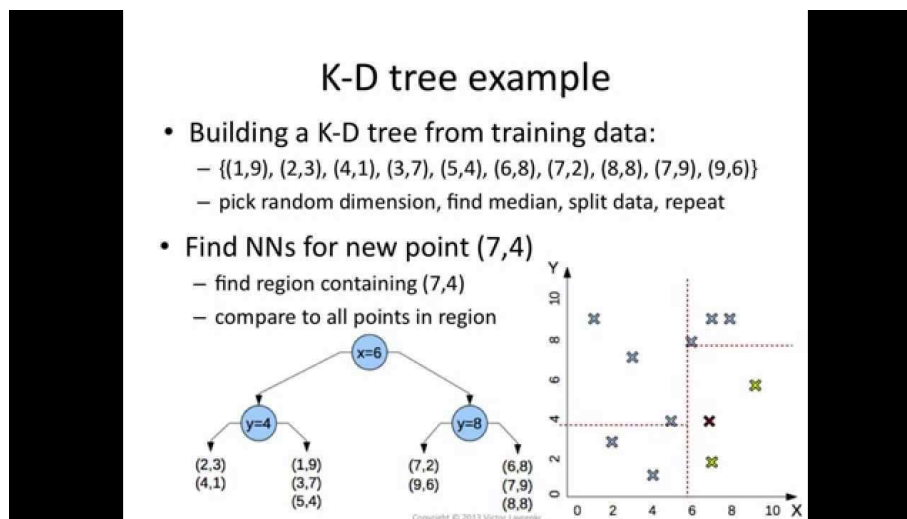 K-D tree example
• Building a K-D tree from training data:
– {(1,9), (2,3), (4,1), (3,7), (5,4), (6,8), (7,2), (8,8), (7,9), (9,6)}
– pick random dimension, find median, split data, repeat
• Find NNs for new point (7,4)
– find region containing (7,4)
– compare to all points in region
x=6
y=4
y=8
(2,3)
(4,1)
(1,9)
(3,7)
(5,4)
(7,2)
(9,6)
(6,8)
(7,9)
(8,8)
Y
10
8
6
4
2
0
0 2 4 6 8 10 X
Copyright © 2013 Victor